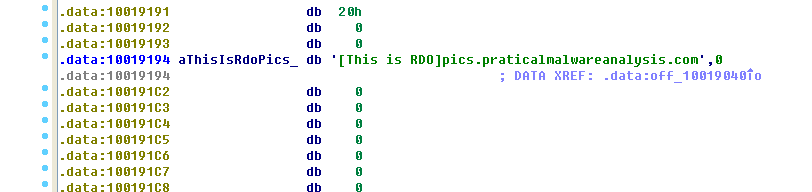 .data:10019191 db 20h
.data:10019192 db 0
.data:10019193 db 0
.data:10019194 aThisIsRdoPics_ db '[This is RDO]pics.praticalmalwareanalysis.com',0
.data:10019194 ; DATA XREF: .data:off_10019040↑o
.data:100191C2 db 0
.data:100191C3 db 0
.data:100191C4 db 0
.data:100191C5 db 0
.data:100191C6 db 0
.data:100191C7 db 0
.data:100191C8 db 0